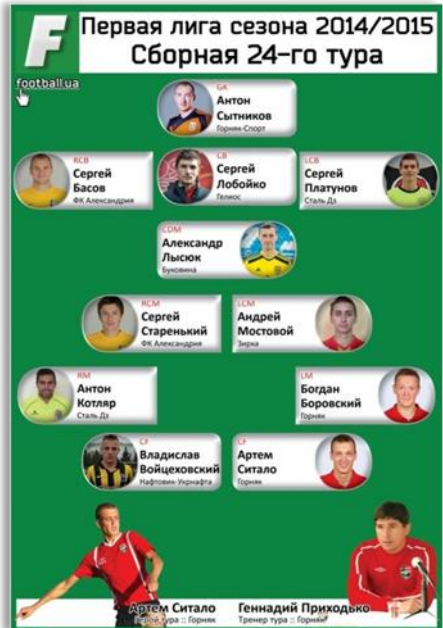 Первая лига сезона 2014/2015
Сборная 24-го тура
F
football.ua
GK
Антон
Сытников
Горняк-Спорт
RCB
Сергей
Басов
ФК Александрия
CB
Сергей
Лобойко
Гелиос
LCB
Сергей
Платунов
Сталь Дз
CDM
Александр
Лысюк
Буковина
RCM
Сергей
Старенький
ФК Александрия
LCM
Андрей
Мостовой
Зирка
RM
Антон
Котляр
Сталь Дз
LM
Богдан
Боровский
Горняк
CF
Владислав
Войцеховский
Нафтовик-Укрнафта
CF
Артем
Ситало
Горняк
Артем Ситало
Герой тура :: Горняк
Геннадий Приходько
Тренер тура :: Горняк